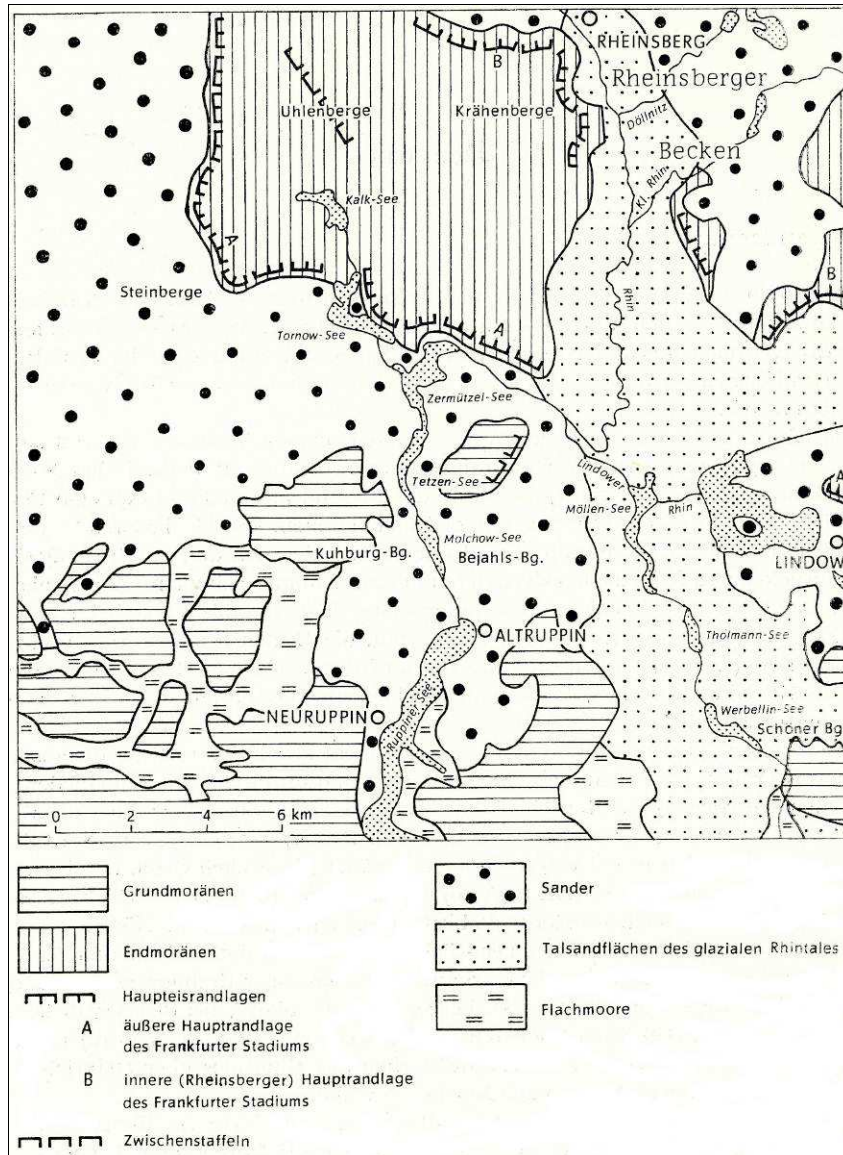 RHEINSBERG
B
Rheinsberger
Uhlenberge
Krähenberge
Döllnitz
Becken
Kl. Rhin
Kalk-See
A
B
Steinberge
Rhin
Tornow-See
A
Zermützel-See
Tetzen-See
Lindower
Möllen-See
Rhin
A
Molchow-See
Kuhburg-Bg.
Bejahls-Bg.
LINDOW
ALTRUPPIN
Tholmann-See
NEURUPPIN
Ruppiner See
Werbellin-See
Schöner Bg.
0 2 4 6 km
Grundmoränen
Endmoränen
Haupteisrandlagen
A äußere Hauptrandlage
des Frankfurter Stadiums
B innere (Rheinsberger) Hauptrandlage
des Frankfurter Stadiums
Zwischenstaffeln
Sander
Talsandflächen des glazialen Rhintales
Flachmoore